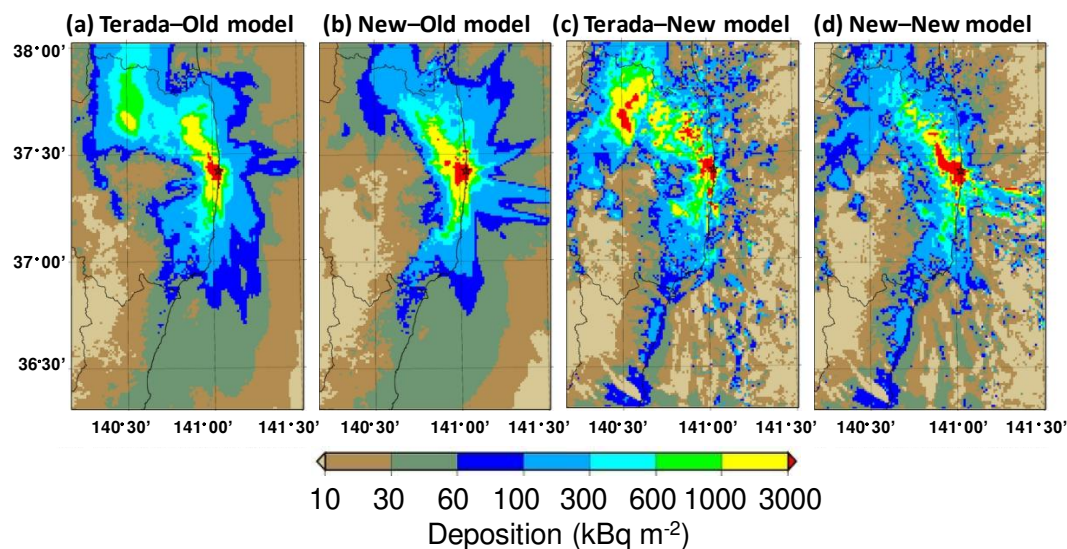 (a) Terada–Old model (b) New–Old model (c) Terada–New model (d) New–New model
38°00’
37°30’
37°00’
36°30’
140°30’ 141°00’ 140°30’ 141°00’ 141°30’ 140°30’ 141°00’ 141°30’ 140°30’ 141°00’ 141°30’
10 30 60 100 300 600 1000 3000
Deposition (kBq m-2)